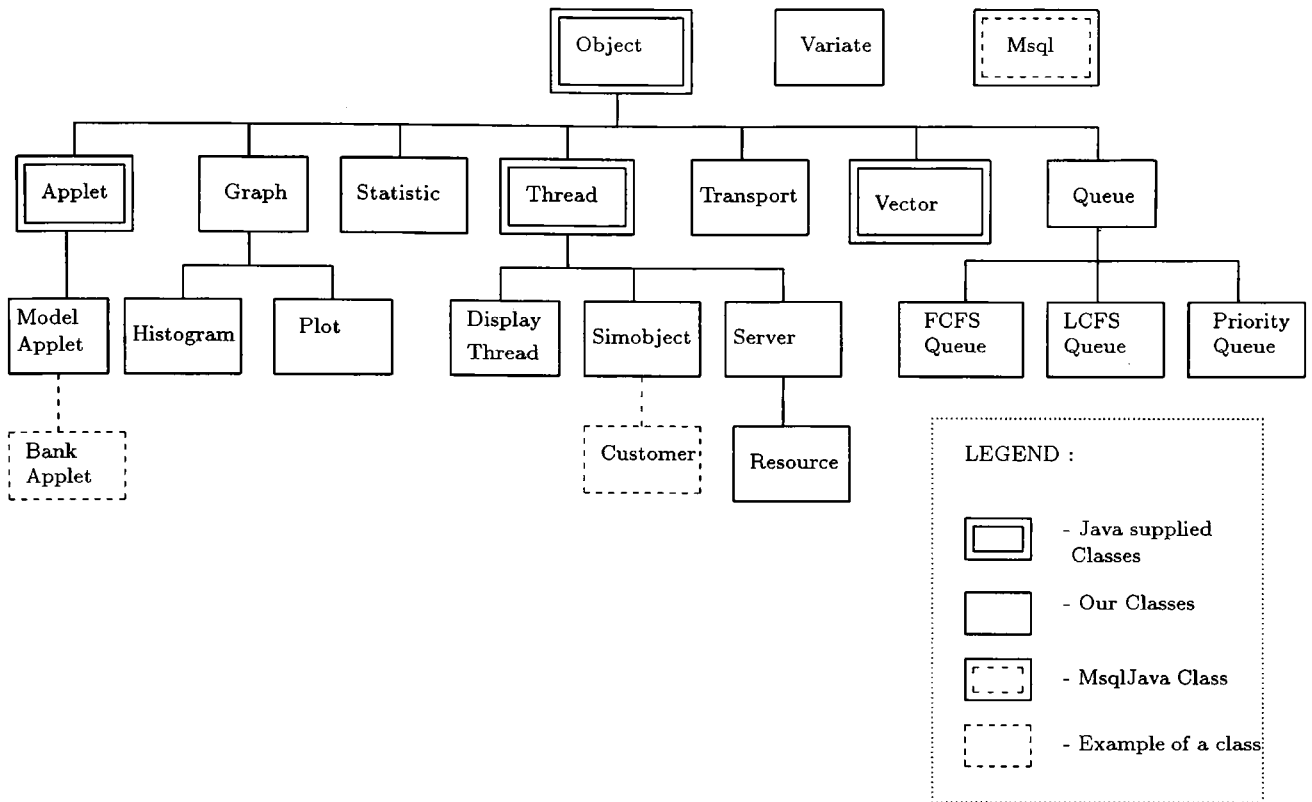 Object
Variate
Msql
Applet
Graph
Statistic
Thread
Transport
Vector
Queue
Model
Applet
Histogram
Plot
Display
Thread
Simobject
Server
FCFS
Queue
LCFS
Queue
Priority
Queue
Bank
Applet
Customer
Resource
LEGEND :
- Java supplied
Classes
- Our Classes
- MsqlJava Class
- Example of a class